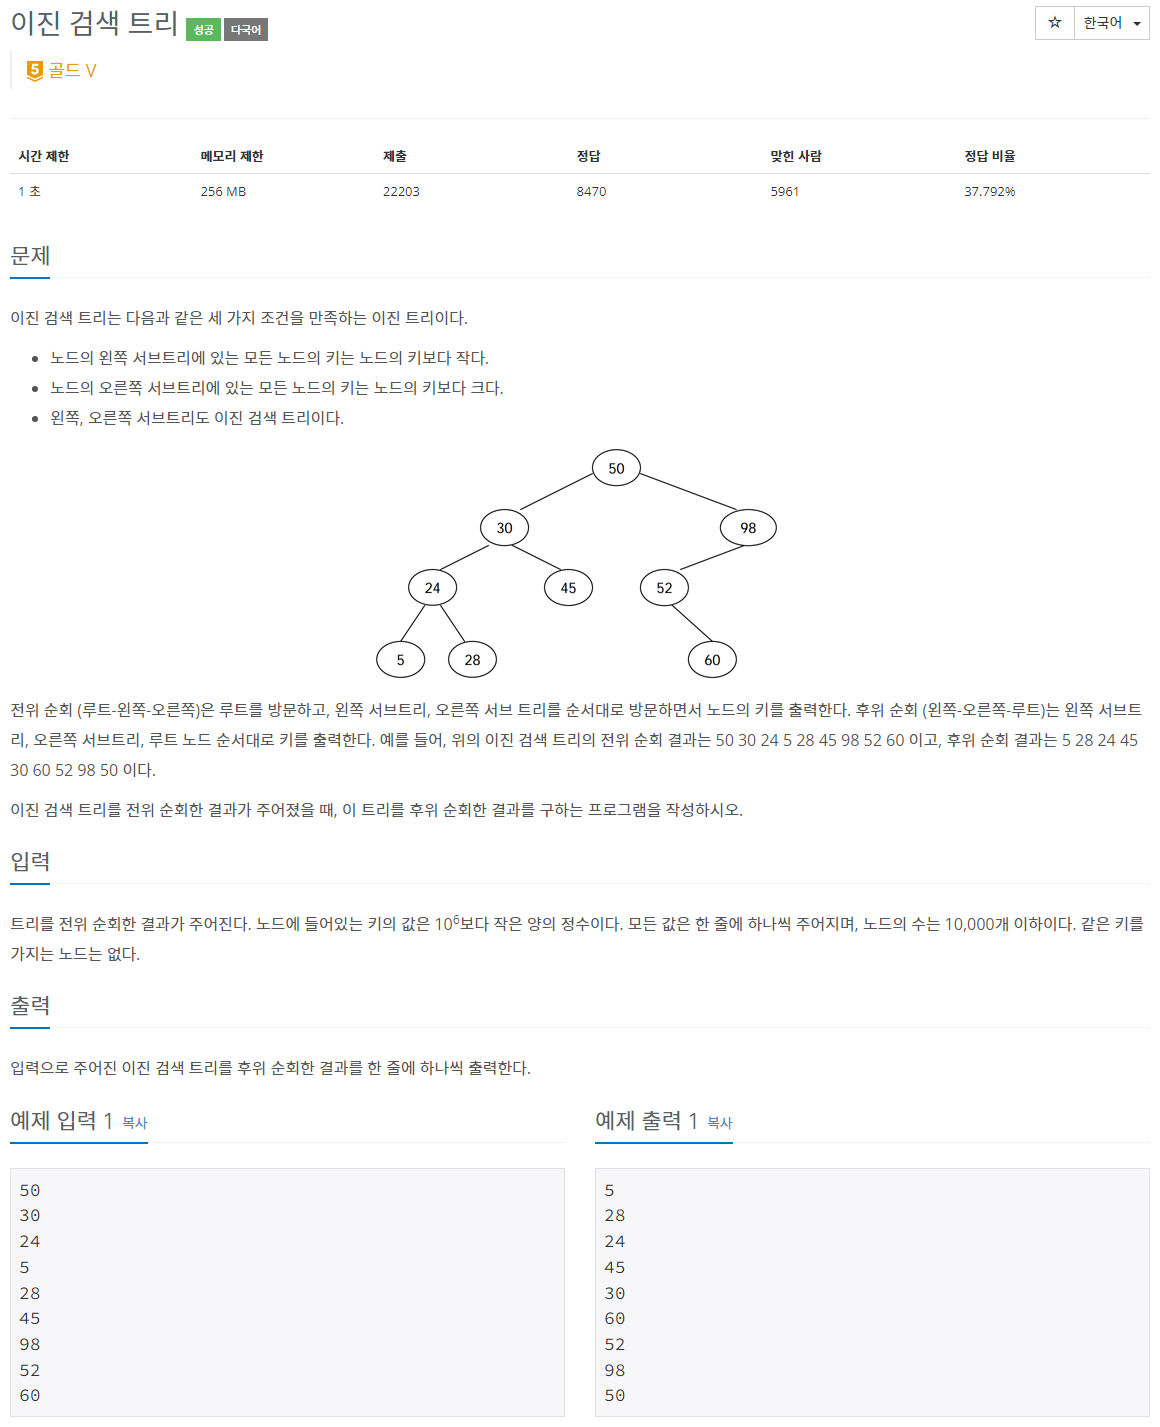 이진 검색 트리 성공 다국어
☆ 한국어
5 골드 V
시간 제한 메모리 제한 제출 정답 맞힌 사람 정답 비율
1 초 256 MB 22203 8470 5961 37.792%
문제
이진 검색 트리는 다음과 같은 세 가지 조건을 만족하는 이진 트리이다.
노드의 왼쪽 서브트리에 있는 모든 노드의 키는 노드의 키보다 작다.
노드의 오른쪽 서브트리에 있는 모든 노드의 키는 노드의 키보다 크다.
왼쪽, 오른쪽 서브트리도 이진 검색 트리이다.
50
30 98
24 45 52
5 28 60
전위 순회 (루트-왼쪽-오른쪽)은 루트를 방문하고, 왼쪽 서브트리, 오른쪽 서브 트리를 순서대로 방문하면서 노드의 키를 출력한다. 후위 순회 (왼쪽-오른쪽-루트)는 왼쪽 서브트
리, 오른쪽 서브트리, 루트 노드 순서대로 키를 출력한다. 예를 들어, 위의 이진 검색 트리의 전위 순회 결과는 50 30 24 5 28 45 98 52 60 이고, 후위 순회 결과는 5 28 24 45
30 60 52 98 50 이다.
이진 검색 트리를 전위 순회한 결과가 주어졌을 때, 이 트리를 후위 순회한 결과를 구하는 프로그램을 작성하시오.
입력
트리를 전위 순회한 결과가 주어진다. 노드에 들어있는 키의 값은 10⁶보다 작은 양의 정수이다. 모든 값은 한 줄에 하나씩 주어지며, 노드의 수는 10,000개 이하이다. 같은 키를
가지는 노드는 없다.
출력
입력으로 주어진 이진 검색 트리를 후위 순회한 결과를 한 줄에 하나씩 출력한다.
예제 입력 1 복사
50
30
24
5
28
45
98
52
60
예제 출력 1 복사
5
28
24
45
30
60
52
98
50